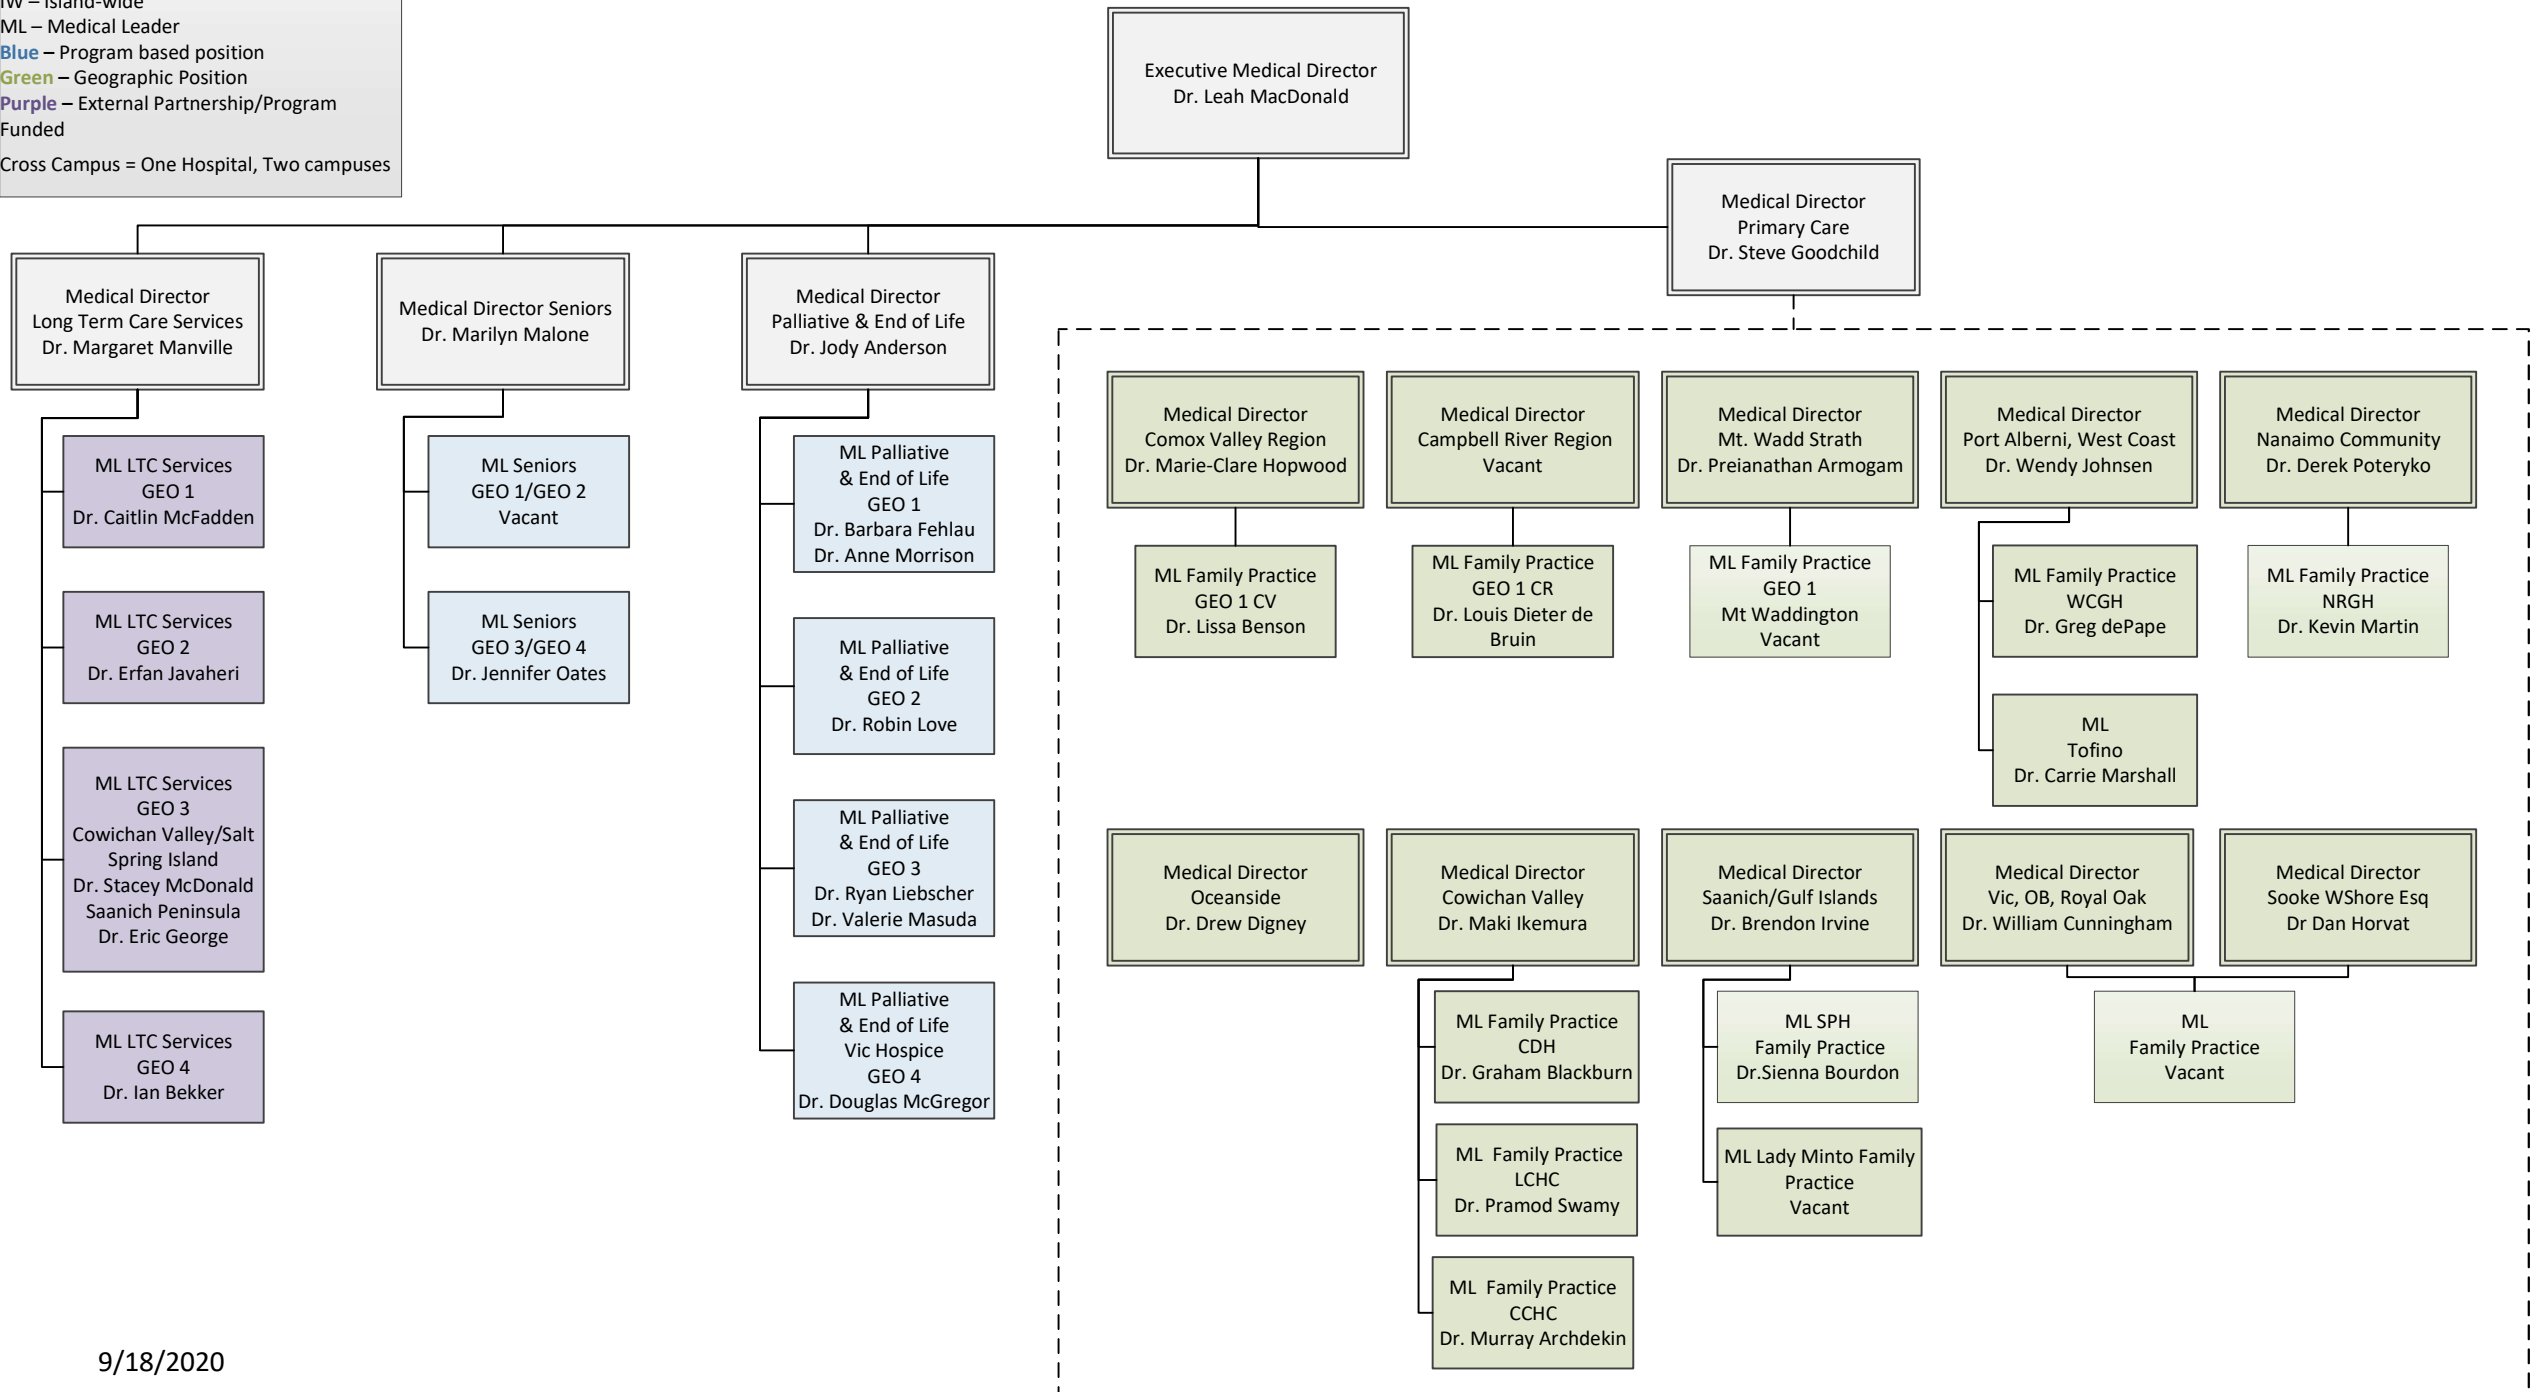 IW – Island-wide
ML – Medical Leader
Blue – Program based position
Green – Geographic Position
Purple – External Partnership/Program
Funded
Cross Campus = One Hospital, Two campuses
Executive Medical Director
Dr. Leah MacDonald
Medical Director
Primary Care
Dr. Steve Goodchild
Medical Director
Long Term Care Services
Dr. Margaret Manville
Medical Director Seniors
Dr. Marilyn Malone
Medical Director
Palliative & End of Life
Dr. Jody Anderson
ML LTC Services
GEO 1
Dr. Caitlin McFadden
ML LTC Services
GEO 2
Dr. Erfan Javaheri
ML LTC Services
GEO 3
Cowichan Valley/Salt
Spring Island
Dr. Stacey McDonald
Saanich Peninsula
Dr. Eric George
ML LTC Services
GEO 4
Dr. Ian Bekker
ML Seniors
GEO 1/GEO 2
Vacant
ML Seniors
GEO 3/GEO 4
Dr. Jennifer Oates
ML Palliative
& End of Life
GEO 1
Dr. Barbara Fehlau
Dr. Anne Morrison
ML Palliative
& End of Life
GEO 2
Dr. Robin Love
ML Palliative
& End of Life
GEO 3
Dr. Ryan Liebscher
Dr. Valerie Masuda
ML Palliative
& End of Life
Vic Hospice
GEO 4
Dr. Douglas McGregor
Medical Director
Comox Valley Region
Dr. Marie-Clare Hopwood
Medical Director
Campbell River Region
Vacant
Medical Director
Mt. Wadd Strath
Dr. Preianathan Armogam
Medical Director
Port Alberni, West Coast
Dr. Wendy Johnsen
Medical Director
Nanaimo Community
Dr. Derek Poteryko
ML Family Practice
GEO 1 CV
Dr. Lissa Benson
ML Family Practice
GEO 1 CR
Dr. Louis Dieter de
Bruin
ML Family Practice
GEO 1
Mt Waddington
Vacant
ML Family Practice
WCGH
Dr. Greg dePape
ML Family Practice
NRGH
Dr. Kevin Martin
ML
Tofino
Dr. Carrie Marshall
Medical Director
Oceanside
Dr. Drew Digney
Medical Director
Cowichan Valley
Dr. Maki Ikemura
Medical Director
Saanich/Gulf Islands
Dr. Brendon Irvine
Medical Director
Vic, OB, Royal Oak
Dr. William Cunningham
Medical Director
Sooke WShore Esq
Dr Dan Horvat
ML Family Practice
CDH
Dr. Graham Blackburn
ML Family Practice
LCHC
Dr. Pramod Swamy
ML Family Practice
CCHC
Dr. Murray Archdekin
ML SPH
Family Practice
Dr.Sienna Bourdon
ML Lady Minto Family
Practice
Vacant
ML
Family Practice
Vacant
9/18/2020